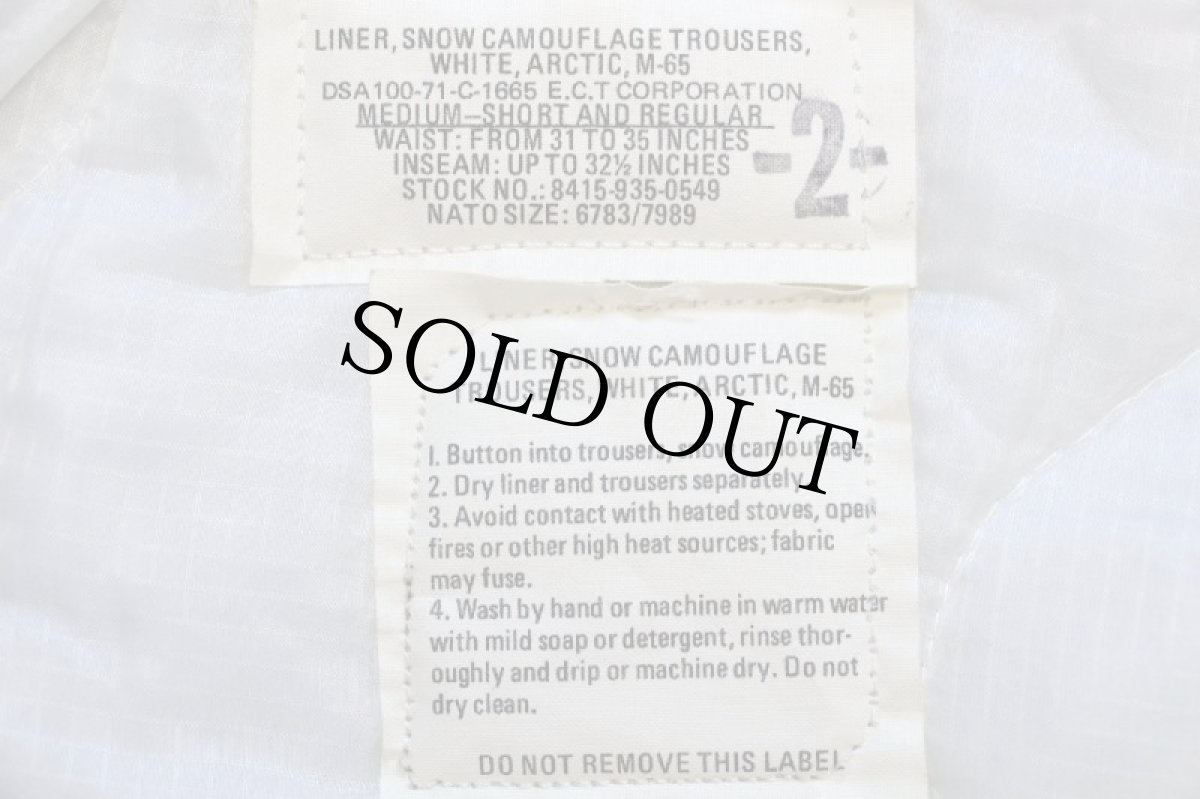 LINER, SNOW CAMOUFLAGE TROUSERS,
WHITE, ARCTIC, M-65
DSA100-71-C-1665 E.C.T CORPORATION
MEDIUM—SHORT AND REGULAR
WAIST: FROM 31 TO 35 INCHES
INSEAM: UP TO 32½ INCHES
STOCK NO.: 8415-935-0549
NATO SIZE: 6783/7989
-2-
SOLD OUT
LINER, SNOW CAMOUFLAGE
TROUSERS, WHITE, ARCTIC, M-65
1. Button into trousers, snow camouflage.
2. Dry liner and trousers separately.
3. Avoid contact with heated stoves, open
fires or other high heat sources; fabric
may fuse.
4. Wash by hand or machine in warm water
with mild soap or detergent, rinse thor-
oughly and drip or machine dry. Do not
dry clean.
DO NOT REMOVE THIS LABEL